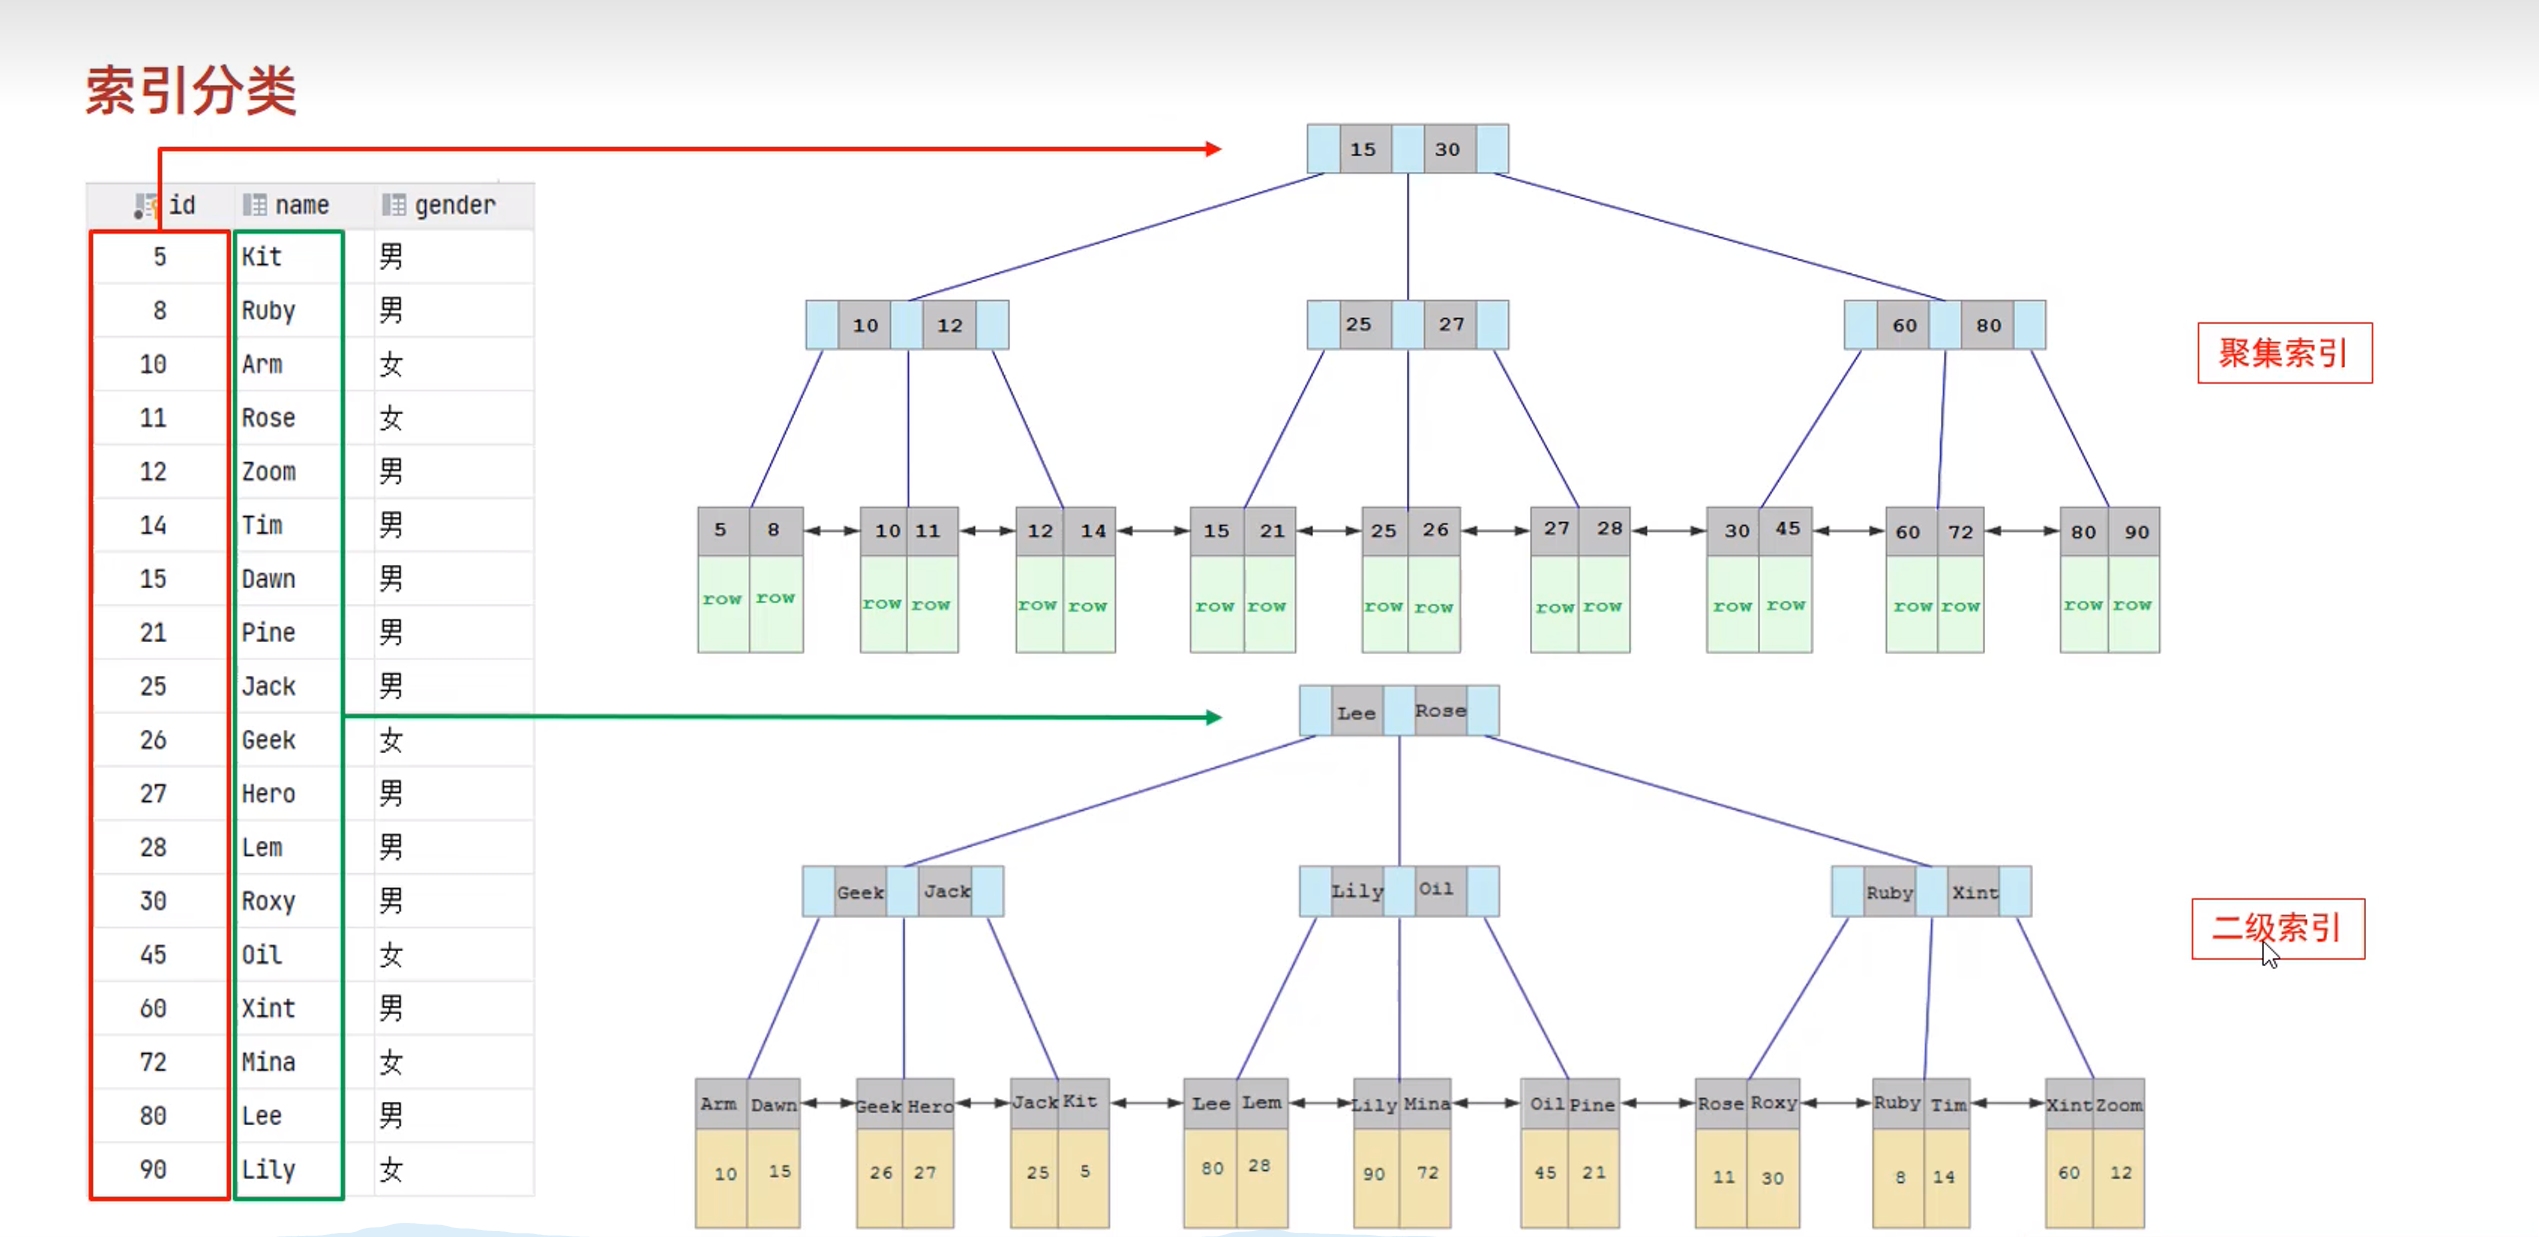 索引分类
id name gender
5 Kit 男
8 Ruby 男
10 Arm 女
11 Rose 女
12 Zoom 男
14 Tim 男
15 Dawn 男
21 Pine 男
25 Jack 男
26 Geek 女
27 Hero 男
28 Lem 男
30 Roxy 男
45 Oil 女
60 Xint 男
72 Mina 女
80 Lee 男
90 Lily 女
15 30
10 12 25 27 60 80
聚集索引
5 8 10 11 12 14 15 21 25 26 27 28 30 45 60 72 80 90
row row row row row row row row row row row row row row row row row row
Lee Rose
Geek Jack Lily Oil Ruby Xint
二级索引
Arm Dawn Geek Hero Jack Kit Lee Lem Lily Mina Oil Pine Rose Roxy Ruby Tim Xint Zoom
10 15 26 27 25 5 80 28 90 72 45 21 11 30 8 14 60 12